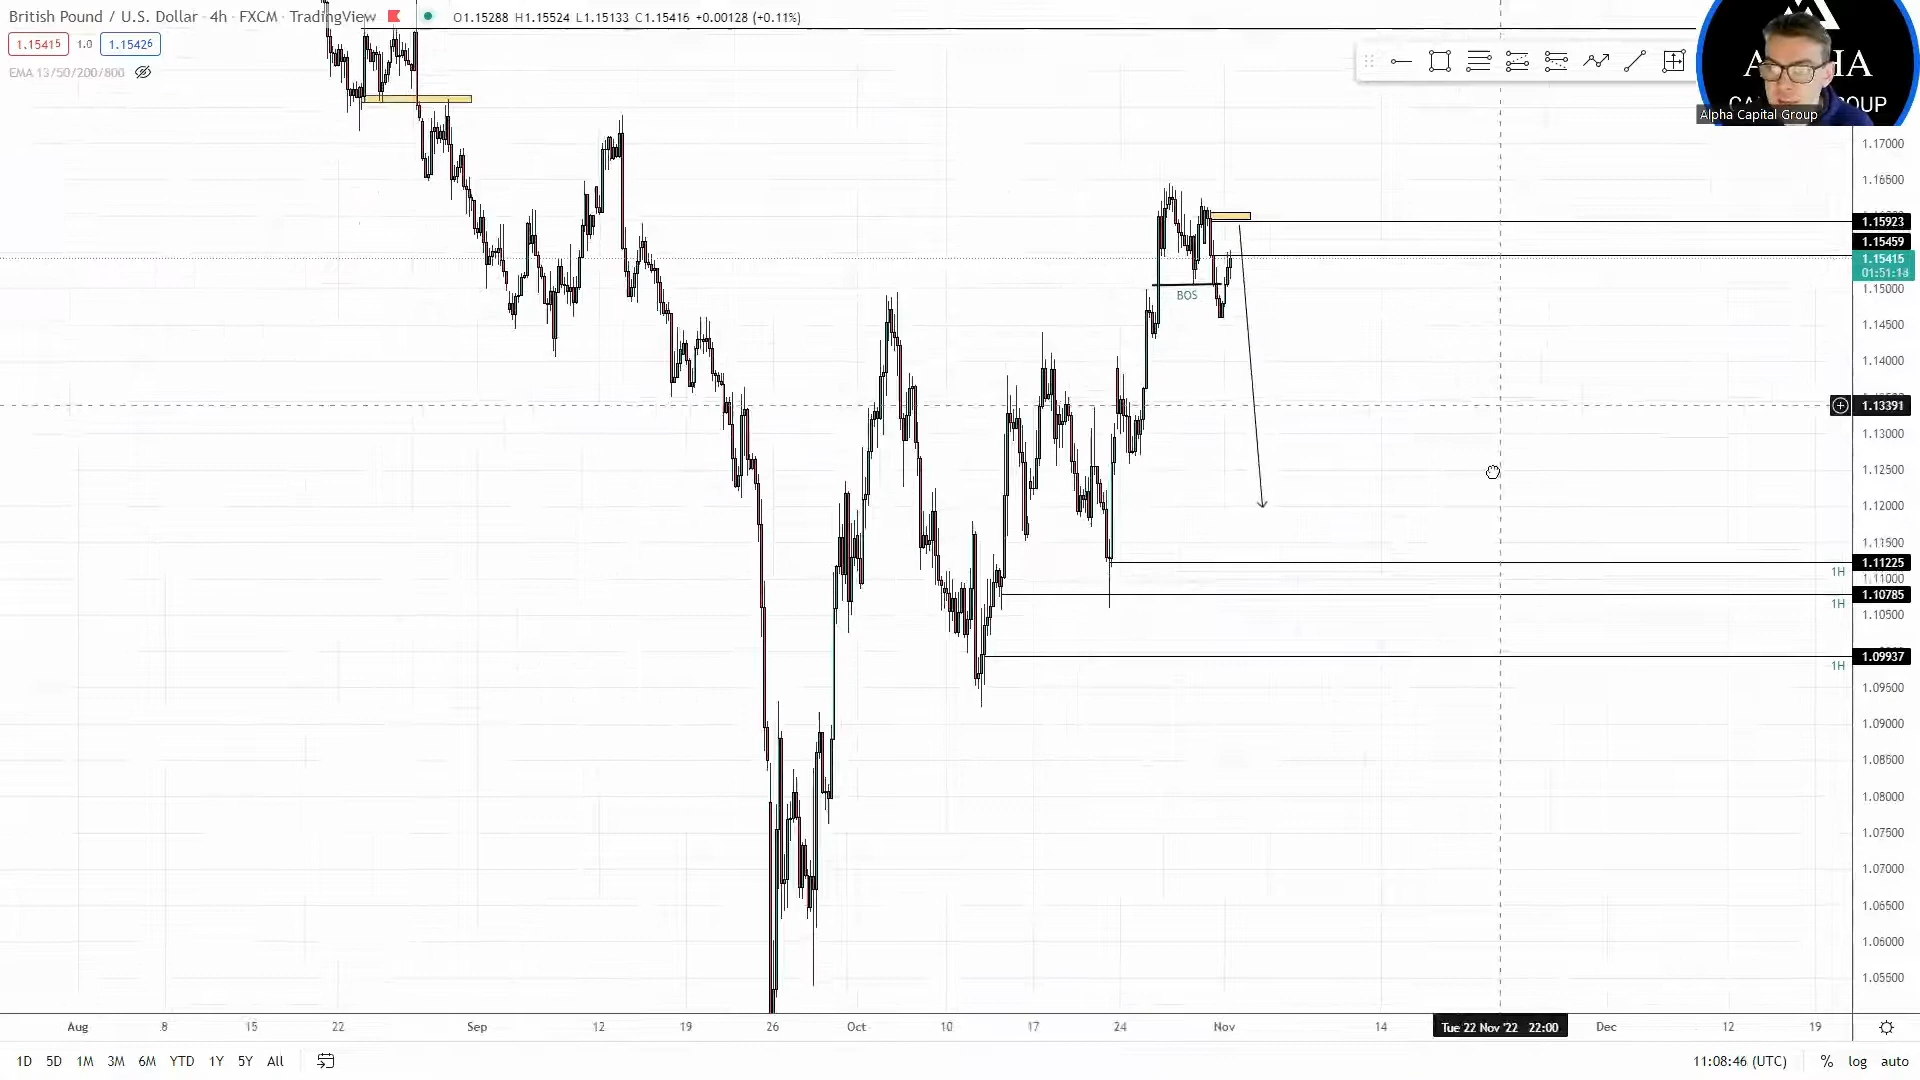 British Pound / U.S. Dollar - 4h - FXCM - TradingView O1.15288 H1.15524 L1.15133 C1.15416 +0.00128 (+0.11%)
1.15415 1.0 1.15426
EMA 13/50/200/800
Alpha Capital Group
1.17000
1.16500
1.15923
1.15459
1.15415
01:51:13
1.15000
BOS
1.14500
1.14000
1.13391
1.13000
1.12500
1.12000
1.11500
1.11225
1H
1.11000
1.10785
1H
1.10500
1.09937
1H
1.09500
1.09000
1.08500
1.08000
1.07500
1.07000
1.06500
1.06000
1.05500
Aug 8 15 22 Sep 12 19 26 Oct 10 17 24 Nov 14 Tue 22 Nov '22 22:00 Dec 12 19
1D 5D 1M 3M 6M YTD 1Y 5Y All 11:08:46 (UTC) % log auto